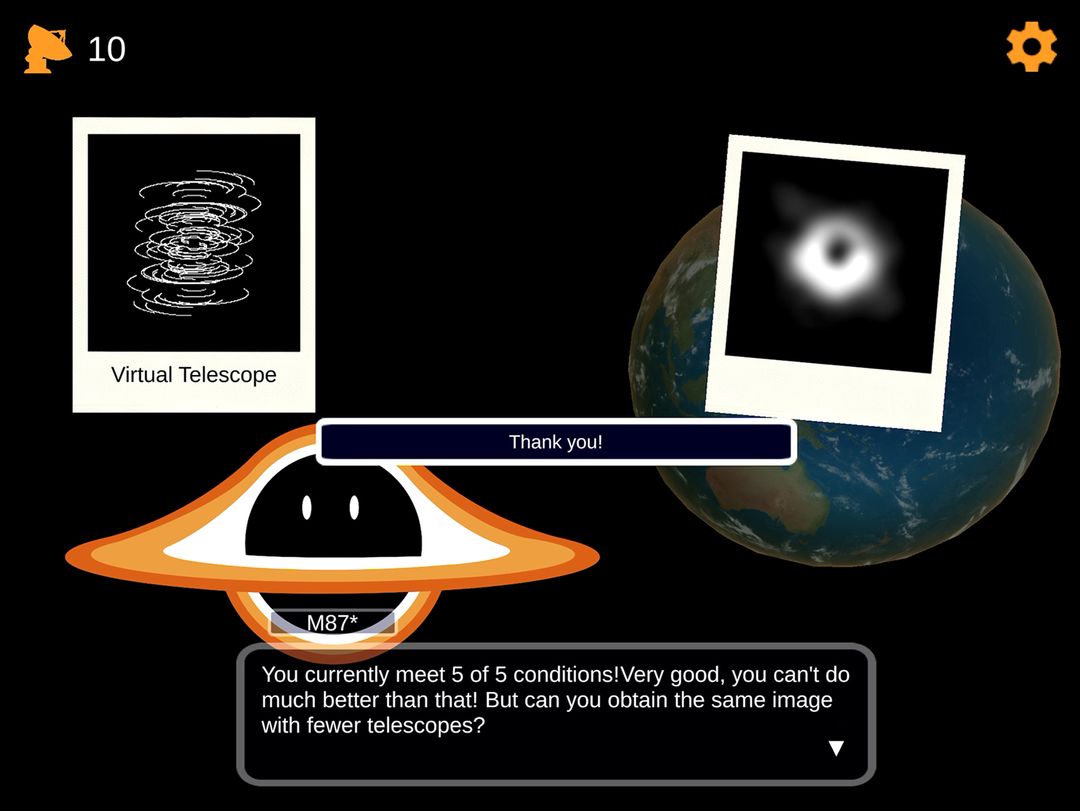 10
Virtual Telescope
Thank you!
M87*
You currently meet 5 of 5 conditions!Very good, you can't do
much better than that! But can you obtain the same image
with fewer telescopes?